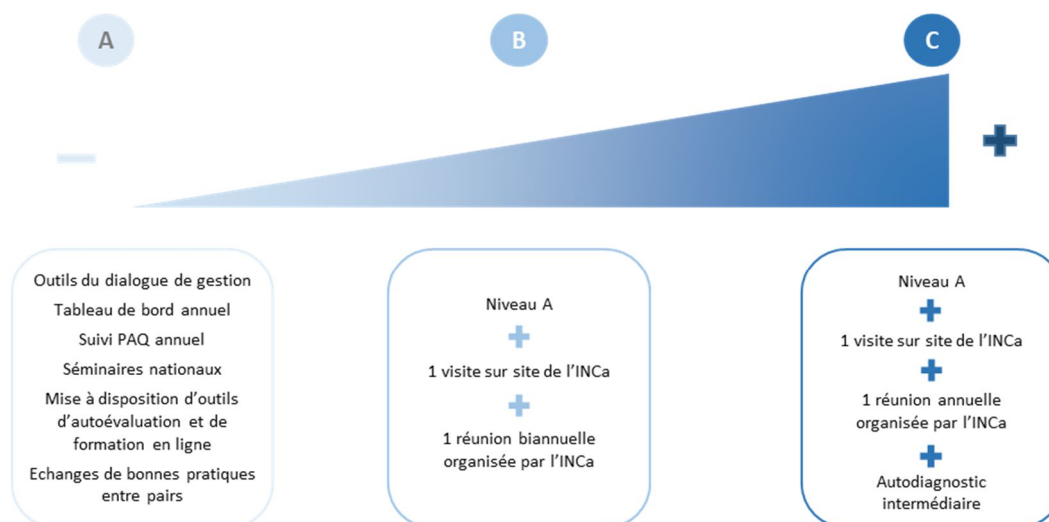 A
B
C
Outils du dialogue de gestion
Tableau de bord annuel
Suivi PAQ annuel
Séminaires nationaux
Mise à disposition d'outils
d'autoévaluation et de
formation en ligne
Echanges de bonnes pratiques
entre pairs
Niveau A
1 visite sur site de l'INCa
1 réunion biannuelle
organisée par l'INCa
Niveau A
1 visite sur site de l'INCa
1 réunion annuelle
organisée par l'INCa
Autodiagnostic
intermédiaire